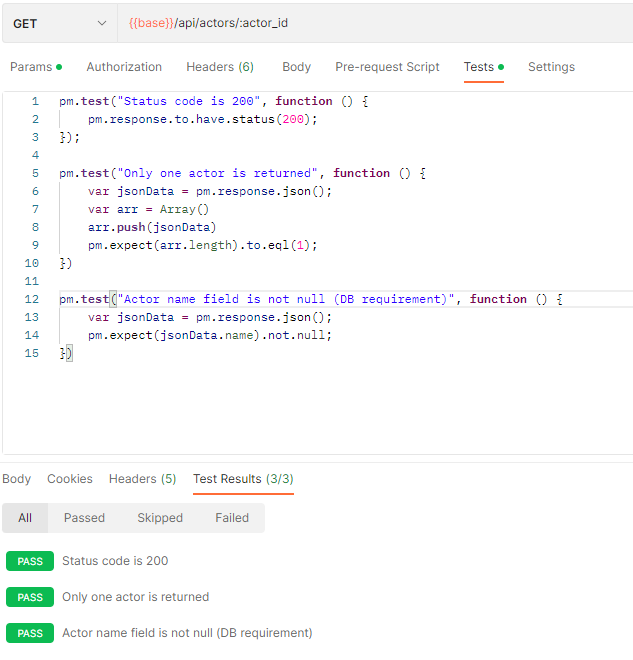 GET {{base}}/api/actors/:actor_id
Params Authorization Headers (6) Body Pre-request Script Tests Settings
1 pm.test("Status code is 200", function () {
2 pm.response.to.have.status(200);
3 });
4
5 pm.test("Only one actor is returned", function () {
6 var jsonData = pm.response.json();
7 var arr = Array()
8 arr.push(jsonData)
9 pm.expect(arr.length).to.eql(1);
10 })
11
12 pm.test("Actor name field is not null (DB requirement)", function () {
13 var jsonData = pm.response.json();
14 pm.expect(jsonData.name).not.null;
15 })
Body Cookies Headers (5) Test Results (3/3)
All Passed Skipped Failed
PASS Status code is 200
PASS Only one actor is returned
PASS Actor name field is not null (DB requirement)